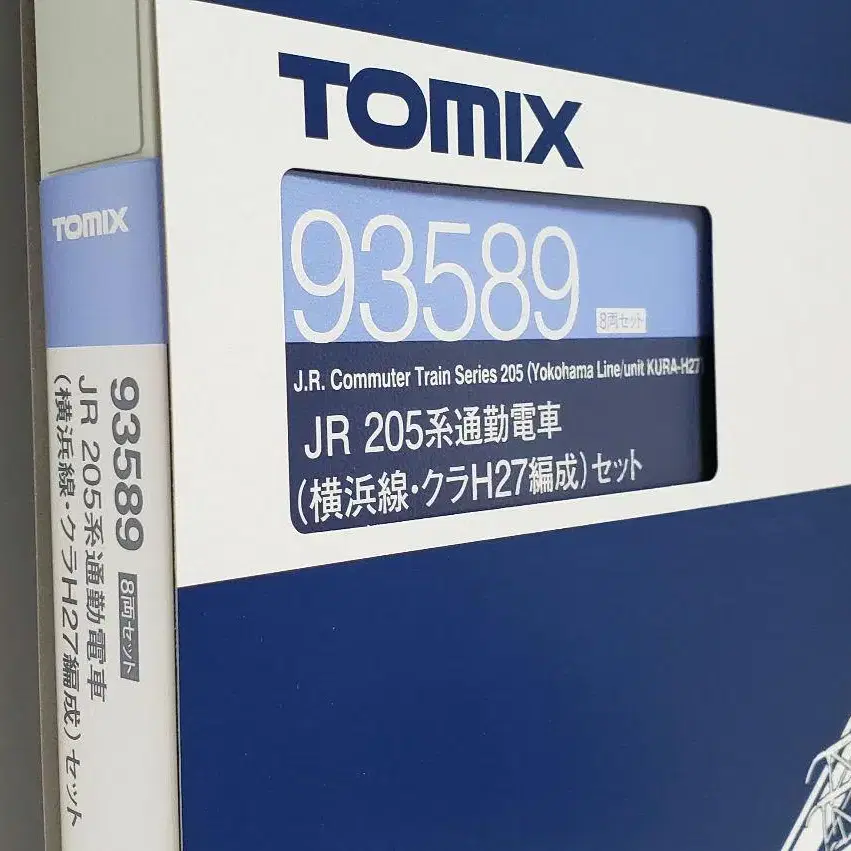 TOMIX
93589
8両セット
J.R. Commuter Train Series 205 (Yokohama Line/unit KURA-H27)
JR 205系通勤電車
(横浜線・クラH27編成)セット
TOMIX
93589 8両セット
JR 205系通勤電車
(横浜線・クラH27編成)セット